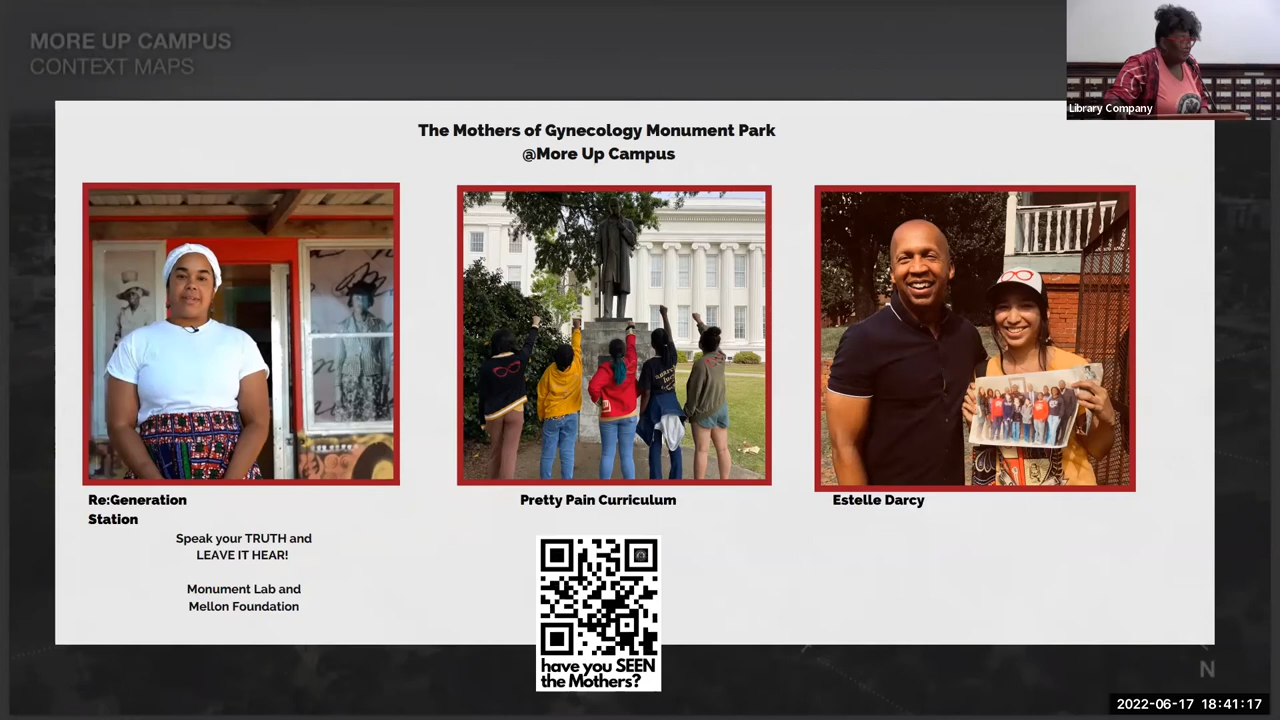 MORE UP CAMPUS
CONTEXT MAPS
Library Company
The Mothers of Gynecology Monument Park
@More Up Campus
Re:Generation
Station
Pretty Pain Curriculum
Estelle Darcy
Speak your TRUTH and
LEAVE IT HEAR!
Monument Lab and
Mellon Foundation
have you SEEN
the Mothers?
N
2022-06-17 18:41:17